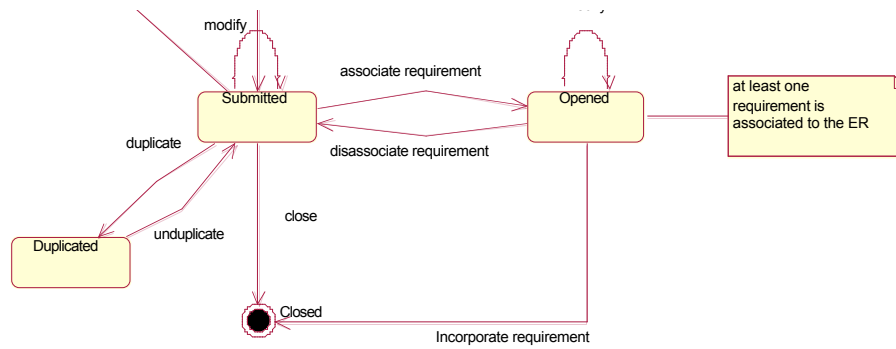 modify
associate requirement
Submitted
Opened
at least one
requirement is
associated to the ER
duplicate
disassociate requirement
close
unduplicate
Duplicated
Closed
Incorporate requirement